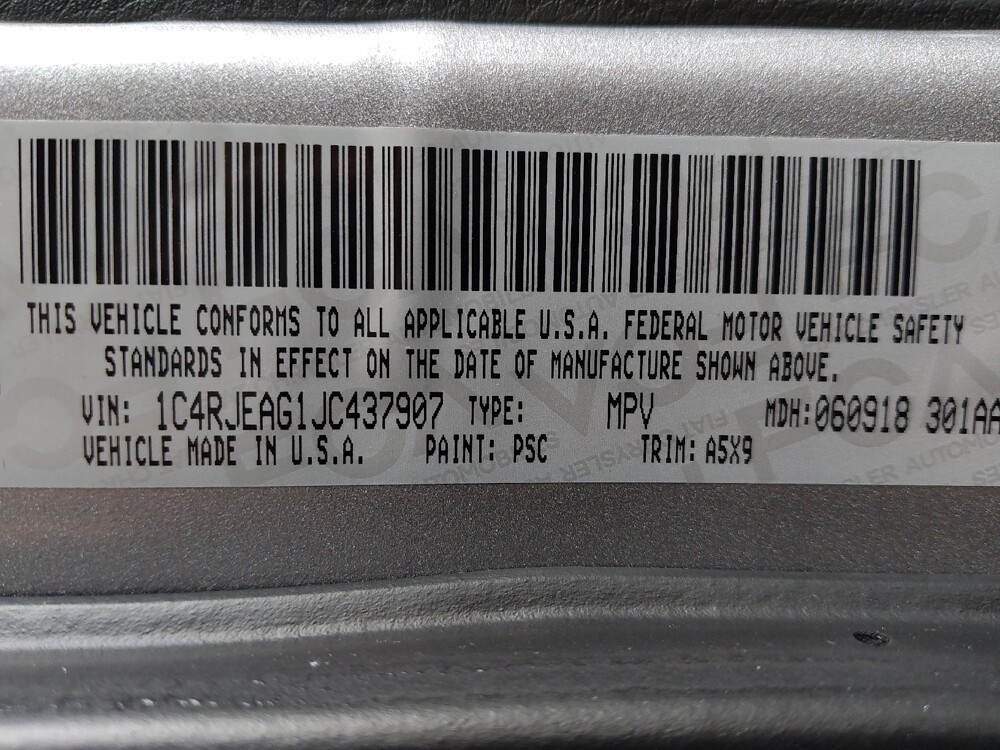 THIS VEHICLE CONFORMS TO ALL APPLICABLE U.S.A. FEDERAL MOTOR VEHICLE SAFETY
STANDARDS IN EFFECT ON THE DATE OF MANUFACTURE SHOWN ABOVE.
VIN: 1C4RJEAG1JC437907 TYPE: MPV MDH:060918 301AA
VEHICLE MADE IN U.S.A. PAINT: PSC TRIM: A5X9